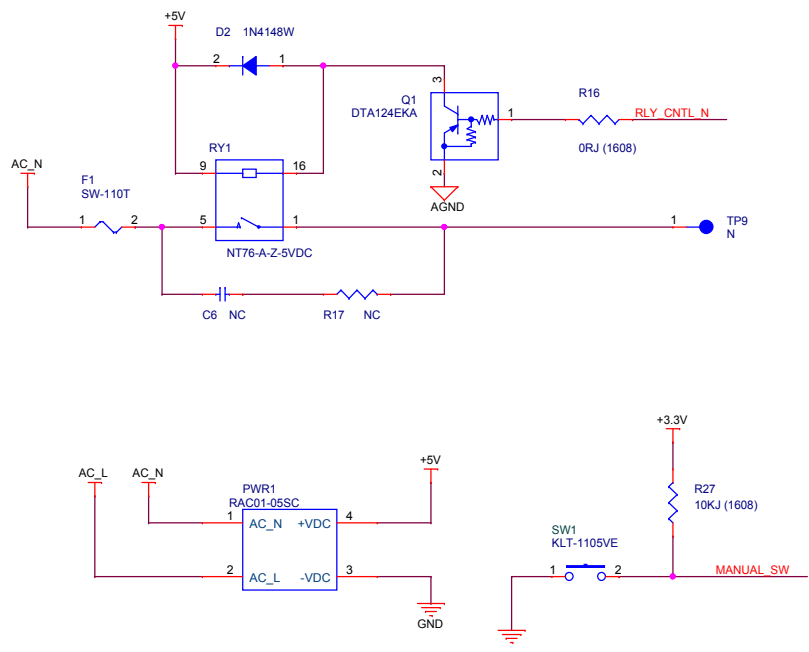 +5V
D2 1N4148W
2 1
3
Q1
DTA124EKA
1
R16
RLY_CNTL_N
0RJ (1608)
2
AGND
RY1
9 16
AC_N
F1
SW-110T
1 2
5 1
1
TP9
N
NT76-A-Z-5VDC
C6 NC
R17 NC
+3.3V
AC_L AC_N
+5V
PWR1
RAC01-05SC
R27
10KJ (1608)
1 AC_N +VDC 4
SW1
KLT-1105VE
2 AC_L -VDC 3
1 2
MANUAL_SW
GND